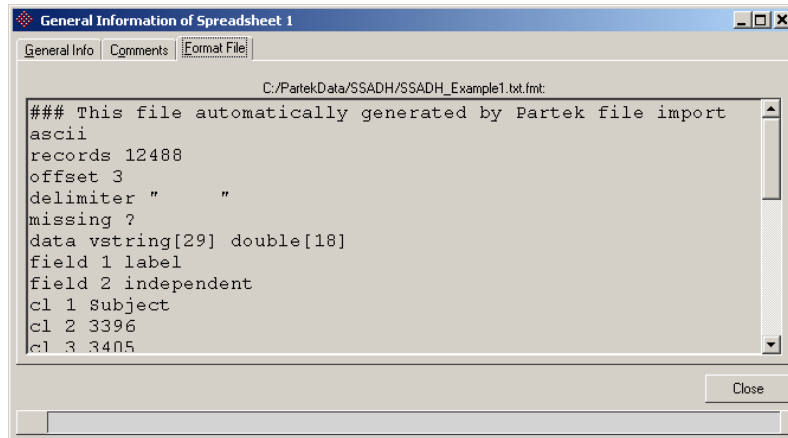 General Information of Spreadsheet 1
General Info Comments Format File
C:/PartekData/SSADH/SSADH_Example1.txt.fmt:
### This file automatically generated by Partek file import
ascii
records 12488
offset 3
delimiter "      "
missing ?
data vstring[29] double[18]
field 1 label
field 2 independent
cl 1 Subject
cl 2 3396
cl 3 3405
Close